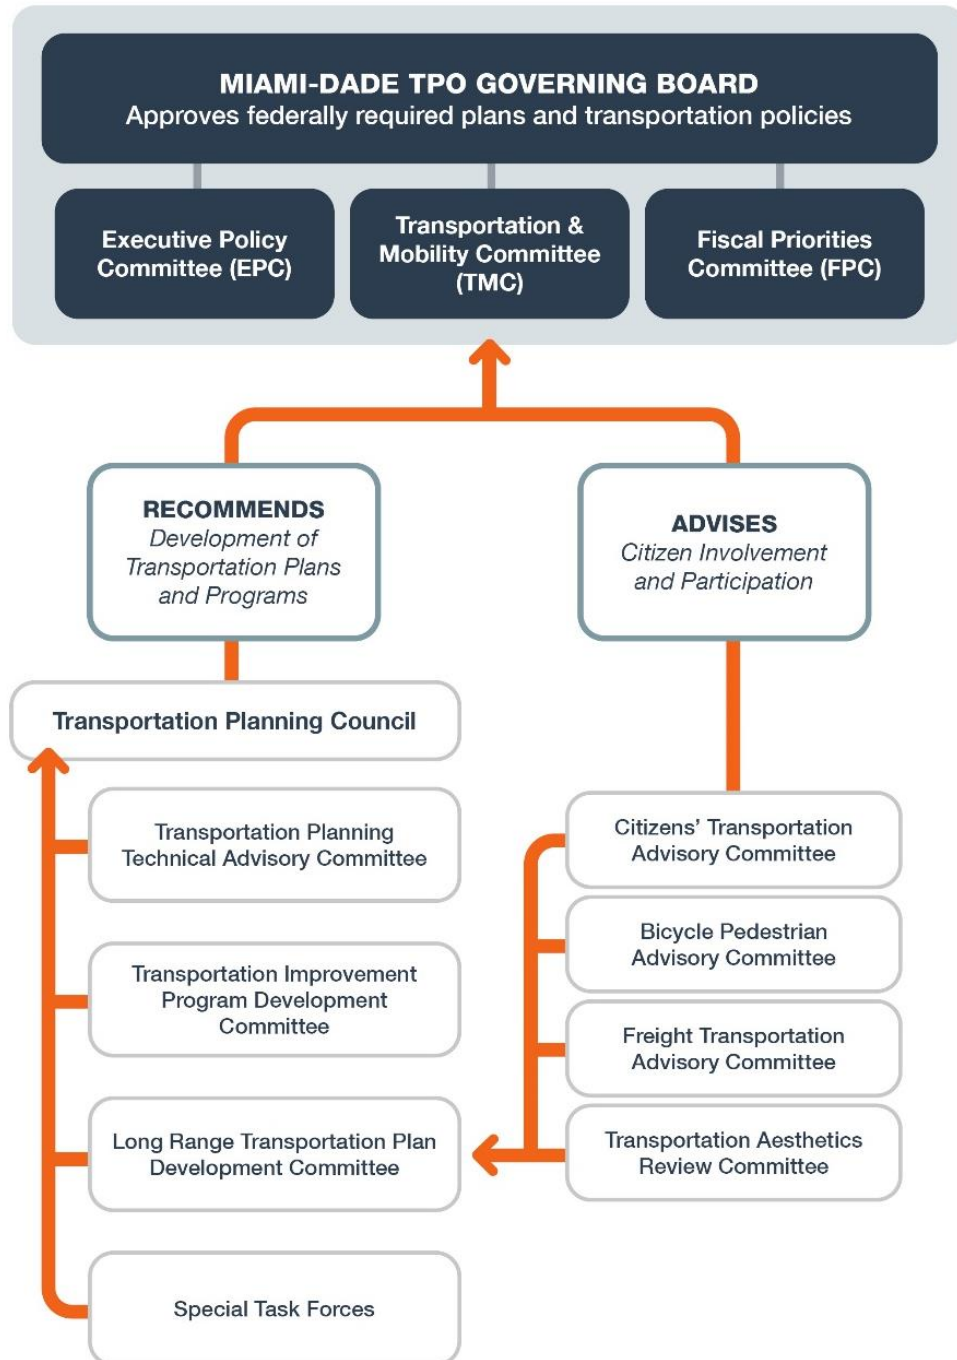 MIAMI-DADE TPO GOVERNING BOARD
Approves federally required plans and transportation policies
Executive Policy
Committee (EPC)
Transportation &
Mobility Committee
(TMC)
Fiscal Priorities
Committee (FPC)
RECOMMENDS
Development of
Transportation Plans
and Programs
ADVISES
Citizen Involvement
and Participation
Transportation Planning Council
Transportation Planning
Technical Advisory Committee
Transportation Improvement
Program Development
Committee
Long Range Transportation Plan
Development Committee
Special Task Forces
Citizens’ Transportation
Advisory Committee
Bicycle Pedestrian
Advisory Committee
Freight Transportation
Advisory Committee
Transportation Aesthetics
Review Committee